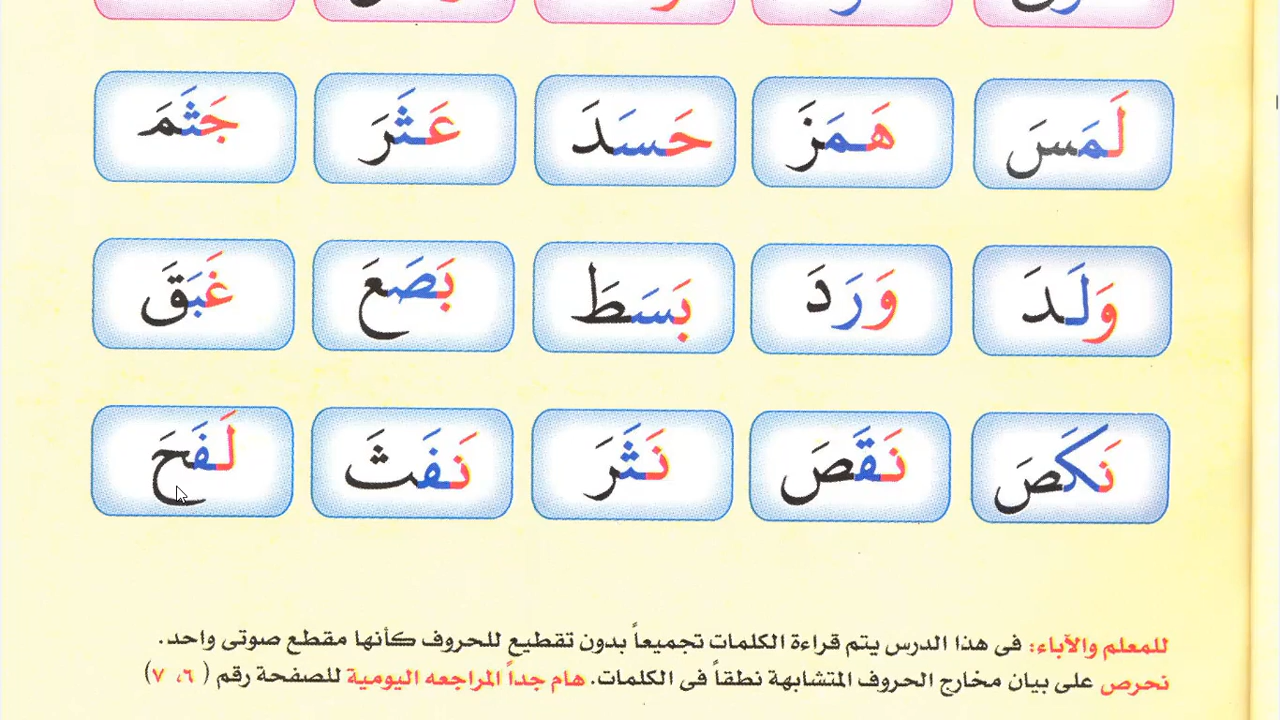 لَمَسَ هَمَزَ حَسَدَ عَثَرَ جَثَمَ
وَلَدَ وَرَدَ بَسَطَ بَصَعَ غَبَقَ
نَكَصَ نَقَصَ نَثَرَ نَفَثَ لَفَحَ
للمعلم والآباء: فى هذا الدرس يتم قراءة الكلمات تجميعاً بدون تقطيع للحروف كأنها مقطع صوتى واحد.
نحرص على بيان مخارج الحروف المتشابهة نطقاً فى الكلمات. هام جداً المراجعه اليومية للصفحة رقم (٦، ٧)